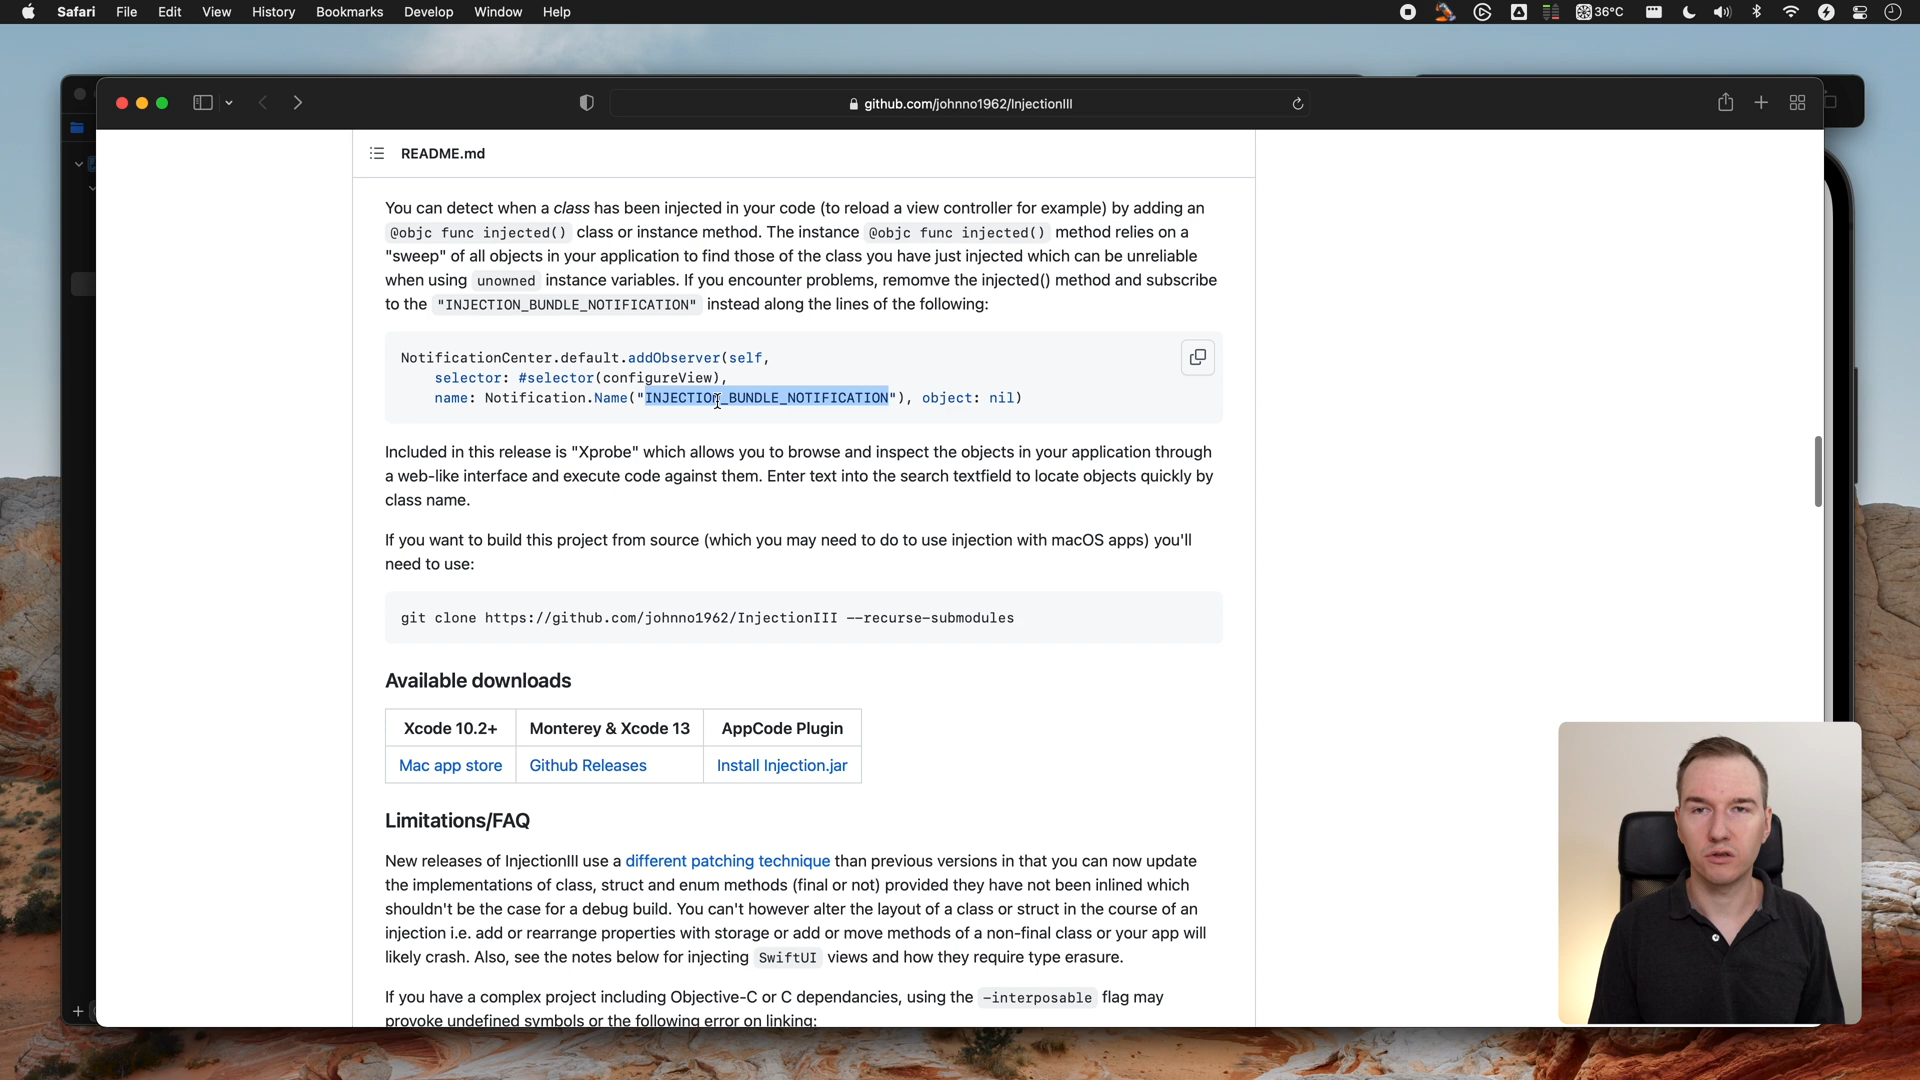 Safari File Edit View History Bookmarks Develop Window Help 36°C
github.com/johnno1962/InjectionIII
README.md
You can detect when a class has been injected in your code (to reload a view controller for example) by adding an
@objc func injected() class or instance method. The instance @objc func injected() method relies on a
"sweep" of all objects in your application to find those of the class you have just injected which can be unreliable
when using unowned instance variables. If you encounter problems, remomve the injected() method and subscribe
to the "INJECTION_BUNDLE_NOTIFICATION" instead along the lines of the following:
NotificationCenter.default.addObserver(self,
selector: #selector(configureView),
name: Notification.Name("INJECTION_BUNDLE_NOTIFICATION"), object: nil)
Included in this release is "Xprobe" which allows you to browse and inspect the objects in your application through
a web-like interface and execute code against them. Enter text into the search textfield to locate objects quickly by
class name.
If you want to build this project from source (which you may need to do to use injection with macOS apps) you'll
need to use:
git clone https://github.com/johnno1962/InjectionIII --recurse-submodules
Available downloads
Xcode 10.2+ Monterey & Xcode 13 AppCode Plugin
Mac app store Github Releases Install Injection.jar
Limitations/FAQ
New releases of InjectionIII use a different patching technique than previous versions in that you can now update
the implementations of class, struct and enum methods (final or not) provided they have not been inlined which
shouldn't be the case for a debug build. You can't however alter the layout of a class or struct in the course of an
injection i.e. add or rearrange properties with storage or add or move methods of a non-final class or your app will
likely crash. Also, see the notes below for injecting SwiftUI views and how they require type erasure.
If you have a complex project including Objective-C or C dependancies, using the -interposable flag may
provoke undefined symbols or the following error on linking: